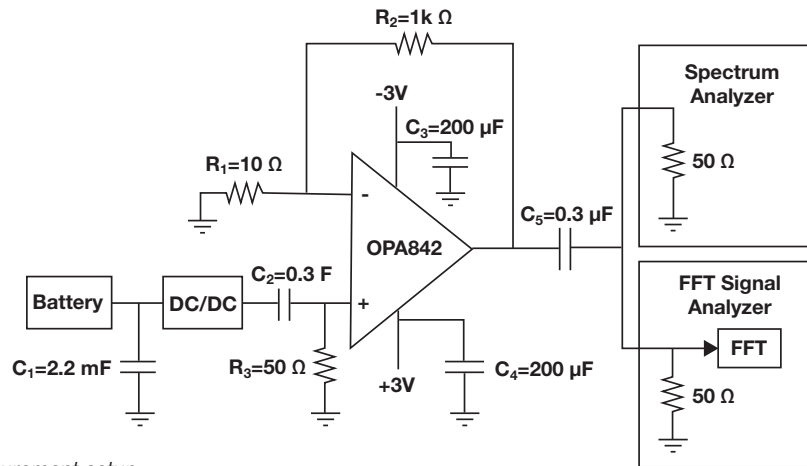 R2=1k Ω
-3V
C3=200 µF
R1=10 Ω
-
OPA842
+
C5=0.3 µF
Spectrum
Analyzer
50 Ω
Battery
DC/DC
C2=0.3 F
C1=2.2 mF
R3=50 Ω
+3V
C4=200 µF
FFT Signal
Analyzer
FFT
50 Ω
setup